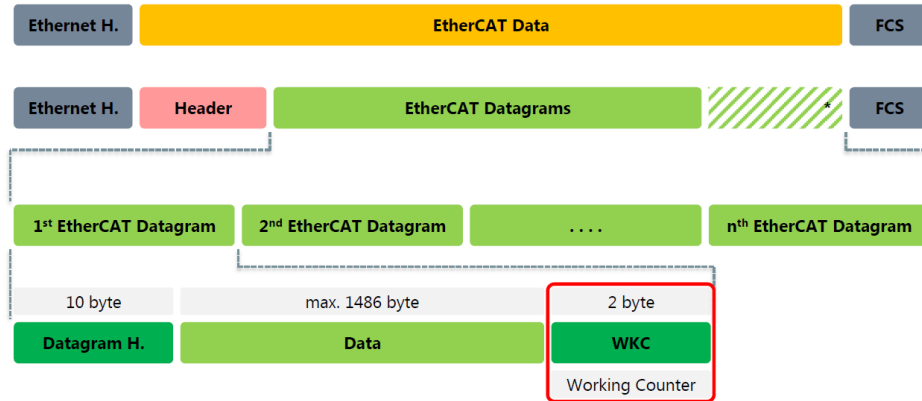 Ethernet H. EtherCAT Data FCS
Ethernet H. Header EtherCAT Datagrams * FCS
1st EtherCAT Datagram 2nd EtherCAT Datagram . . . . nth EtherCAT Datagram
10 byte max. 1486 byte 2 byte
Datagram H. Data WKC
Working Counter